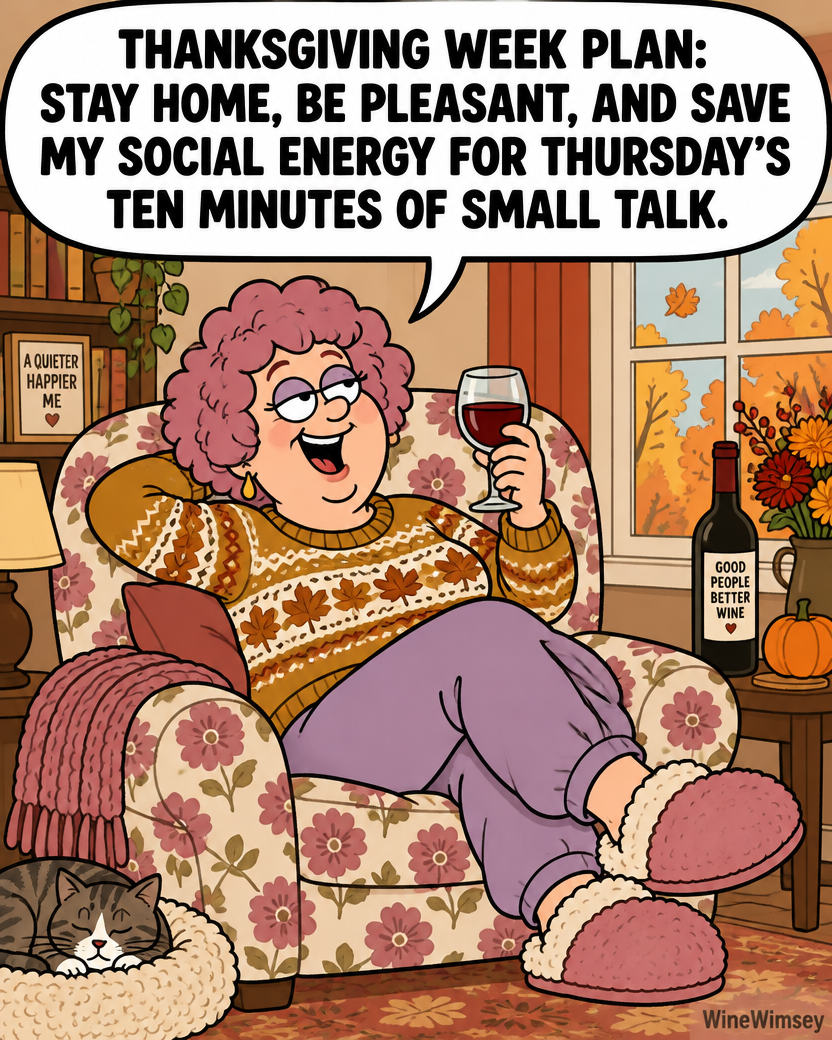 THANKSGIVING WEEK PLAN:
STAY HOME, BE PLEASANT, AND SAVE
MY SOCIAL ENERGY FOR THURSDAY’S
TEN MINUTES OF SMALL TALK.
A QUIETER
HAPPIER
ME
GOOD
PEOPLE
BETTER
WINE
WineWimsey